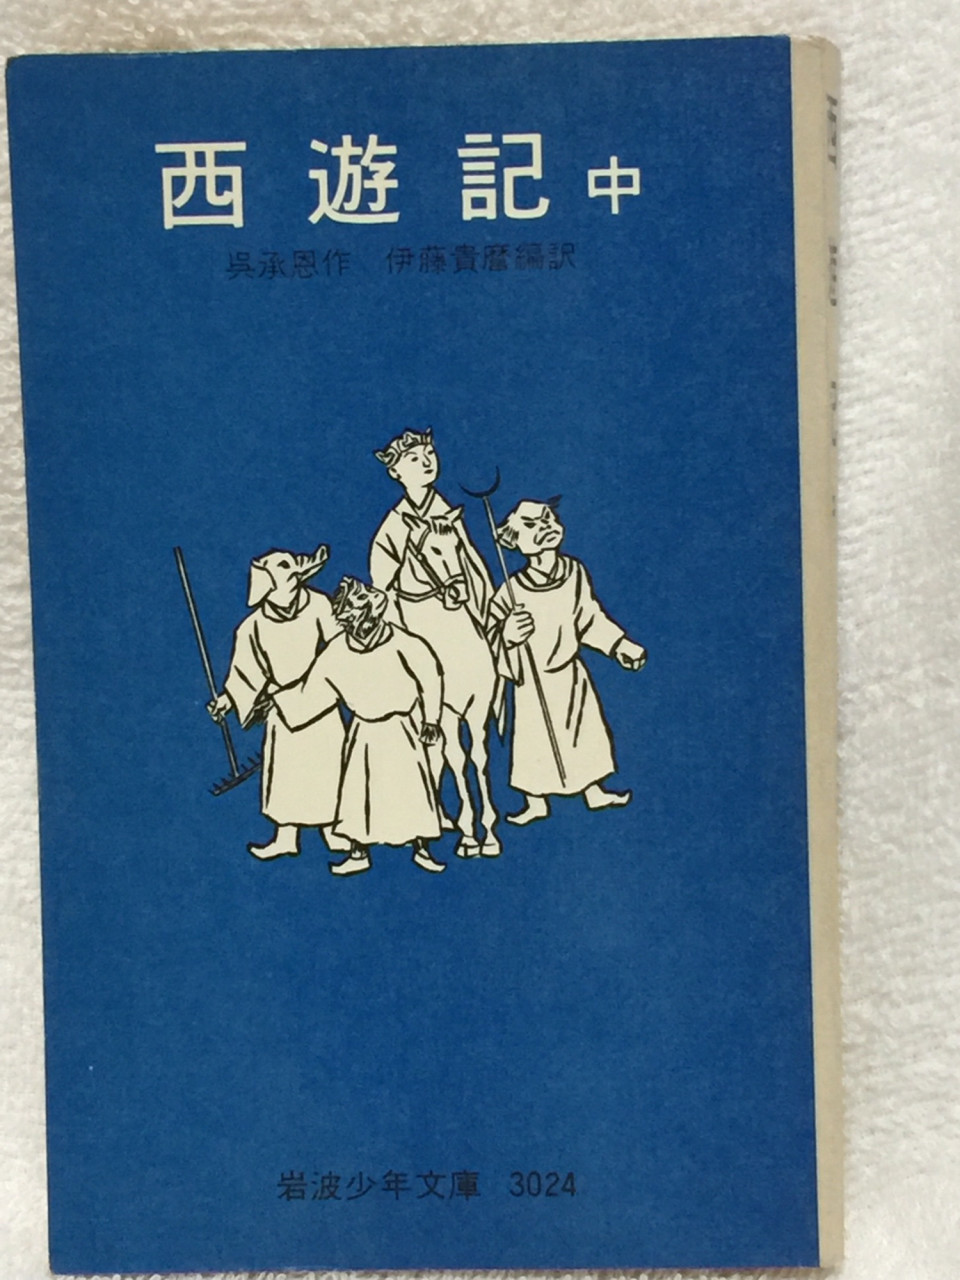 西遊記 中
呉承恩作 伊藤貴麿編訳
岩波少年文庫 3024